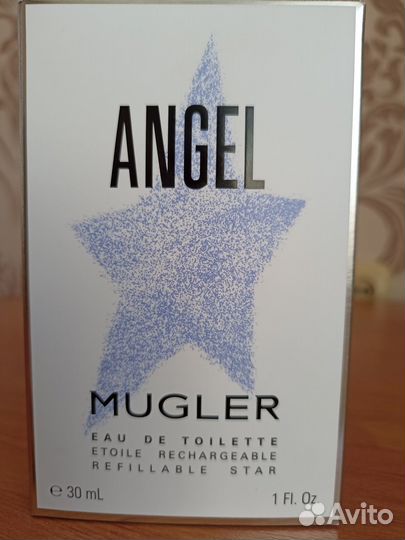 ANGEL
MUGLER
EAU DE TOILETTE
ETOILE RECHARGEABLE
REFILLABLE STAR
℮ 30 mL 1 Fl. Oz
Avito